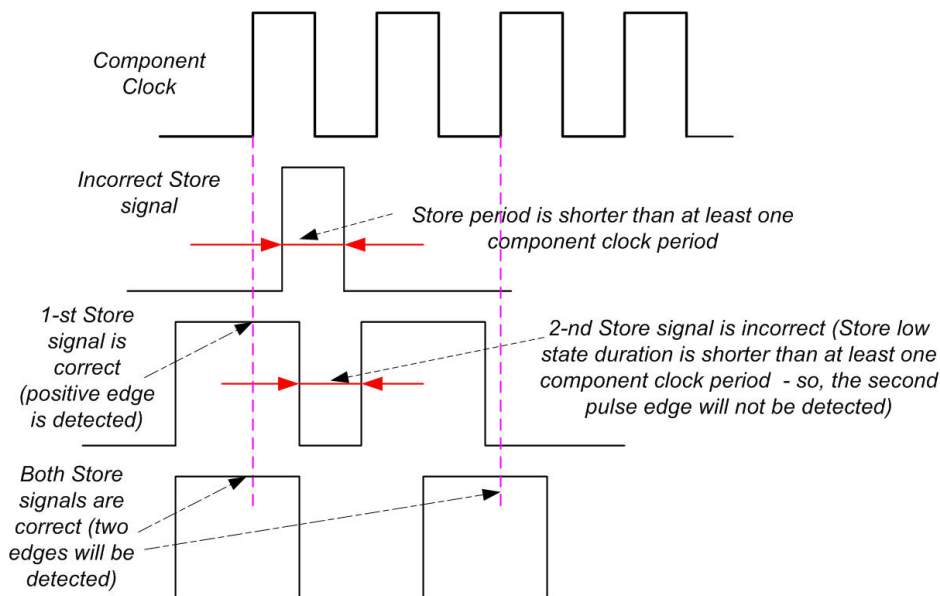 Component
Clock
Incorrect Store
signal
Store period is shorter than at least one
component clock period
1-st Store
signal is
correct
(positive edge
is detected)
2-nd Store signal is incorrect (Store low
state duration is shorter than at least one
component clock period - so, the second
pulse edge will not be detected)
Both Store
signals are
correct (two
edges will be
detected)